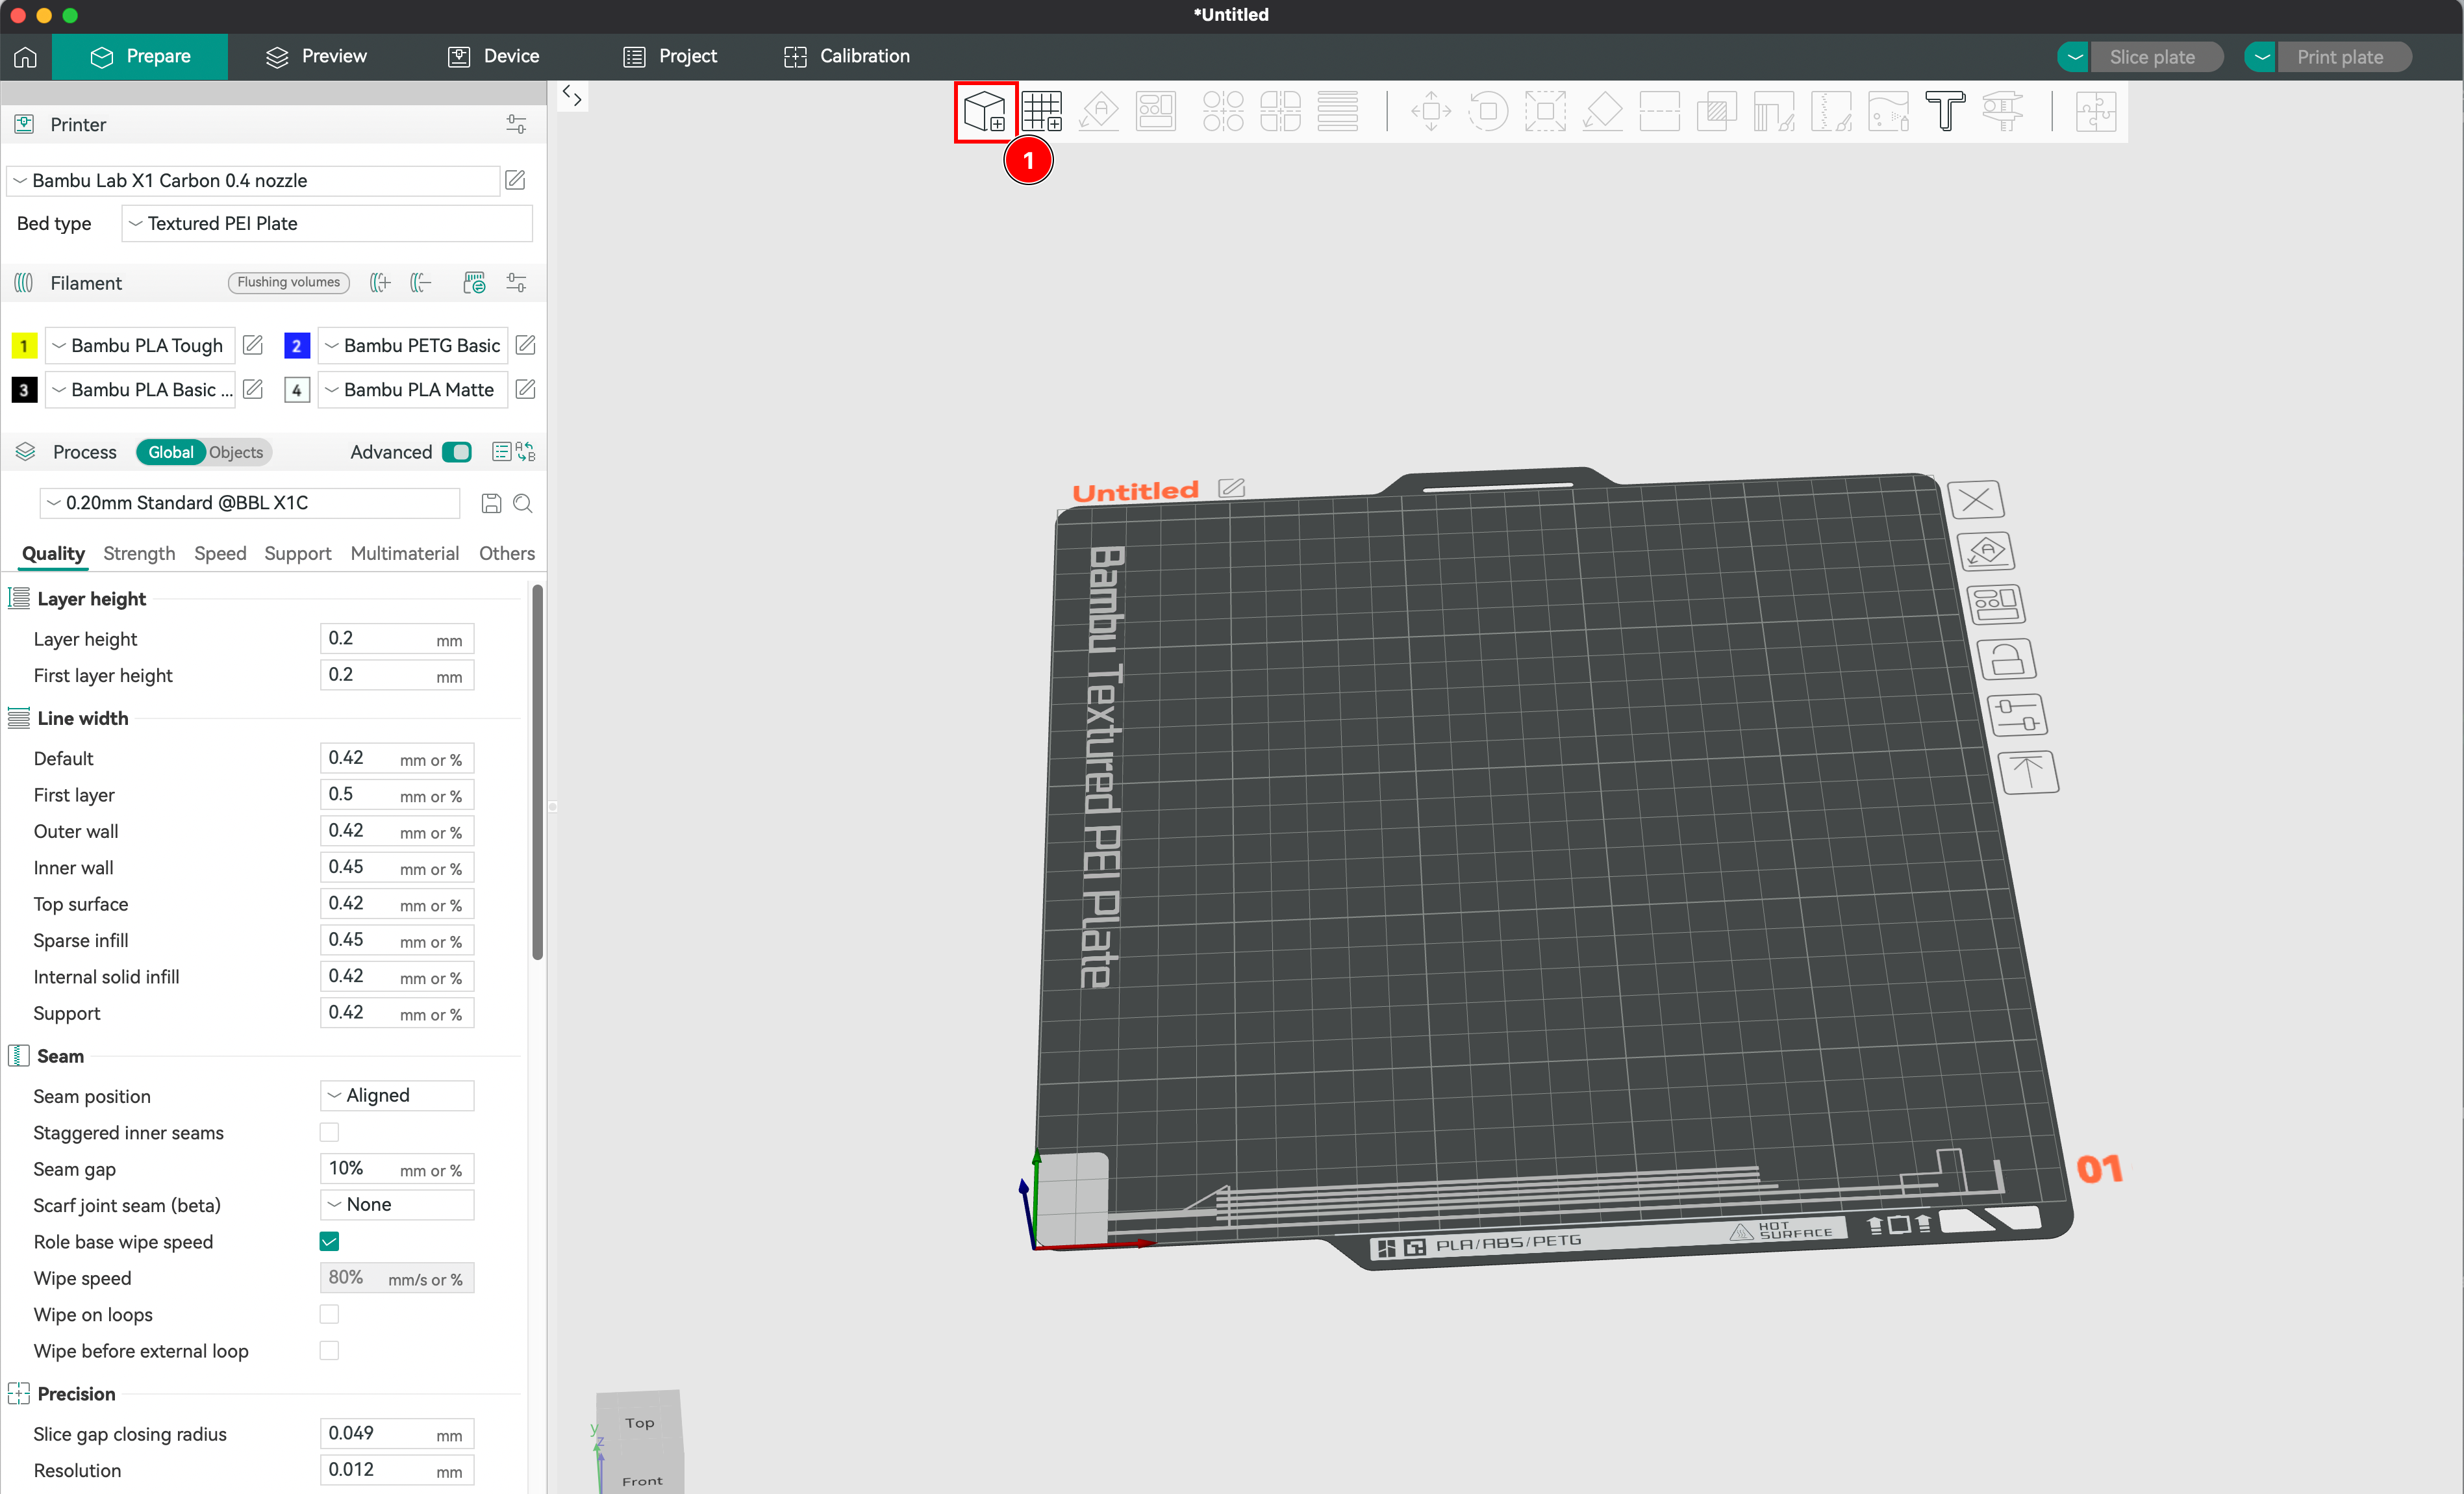 *Untitled
Prepare
Preview
Device
Project
Calibration
Slice plate
Print plate
1
Printer
Bambu Lab X1 Carbon 0.4 nozzle
Bed type
Textured PEI Plate
Filament
Flushing volumes
1 Bambu PLA Tough
2 Bambu PETG Basic
3 Bambu PLA Basic ...
4 Bambu PLA Matte
Process
Global
Objects
Advanced
A
B
0.20mm Standard @BBL X1C
Quality
Strength
Speed
Support
Multimaterial
Others
Layer height
Layer height 0.2 mm
First layer height 0.2 mm
Line width
Default 0.42 mm or %
First layer 0.5 mm or %
Outer wall 0.42 mm or %
Inner wall 0.45 mm or %
Top surface 0.42 mm or %
Sparse infill 0.45 mm or %
Internal solid infill 0.42 mm or %
Support 0.42 mm or %
Seam
Seam position Aligned
Staggered inner seams
Seam gap 10% mm or %
Scarf joint seam (beta) None
Role base wipe speed
Wipe speed 80% mm/s or %
Wipe on loops
Wipe before external loop
Precision
Slice gap closing radius 0.049 mm
Resolution 0.012 mm
Untitled
Bambu Textured PEI Plate
PLA/ABS/PETG
HOT
SURFACE
01
Top
Front
y
z